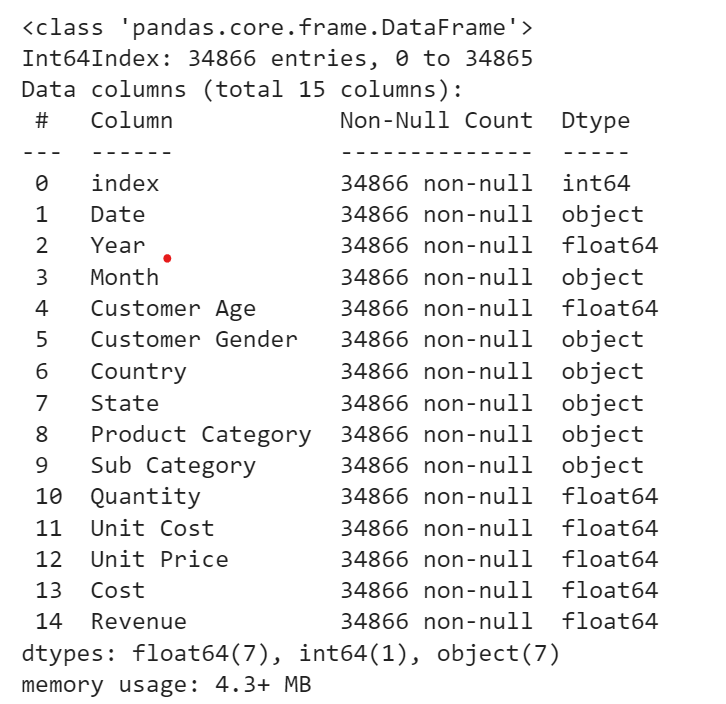 <class 'pandas.core.frame.DataFrame'>
Int64Index: 34866 entries, 0 to 34865
Data columns (total 15 columns):
 #   Column            Non-Null Count  Dtype
---  ------            --------------  -----
 0   index             34866 non-null  int64
 1   Date              34866 non-null  object
 2   Year              34866 non-null  float64
 3   Month             34866 non-null  object
 4   Customer Age      34866 non-null  float64
 5   Customer Gender   34866 non-null  object
 6   Country           34866 non-null  object
 7   State             34866 non-null  object
 8   Product Category  34866 non-null  object
 9   Sub Category      34866 non-null  object
 10  Quantity          34866 non-null  float64
 11  Unit Cost         34866 non-null  float64
 12  Unit Price        34866 non-null  float64
 13  Cost              34866 non-null  float64
 14  Revenue           34866 non-null  float64
dtypes: float64(7), int64(1), object(7)
memory usage: 4.3+ MB